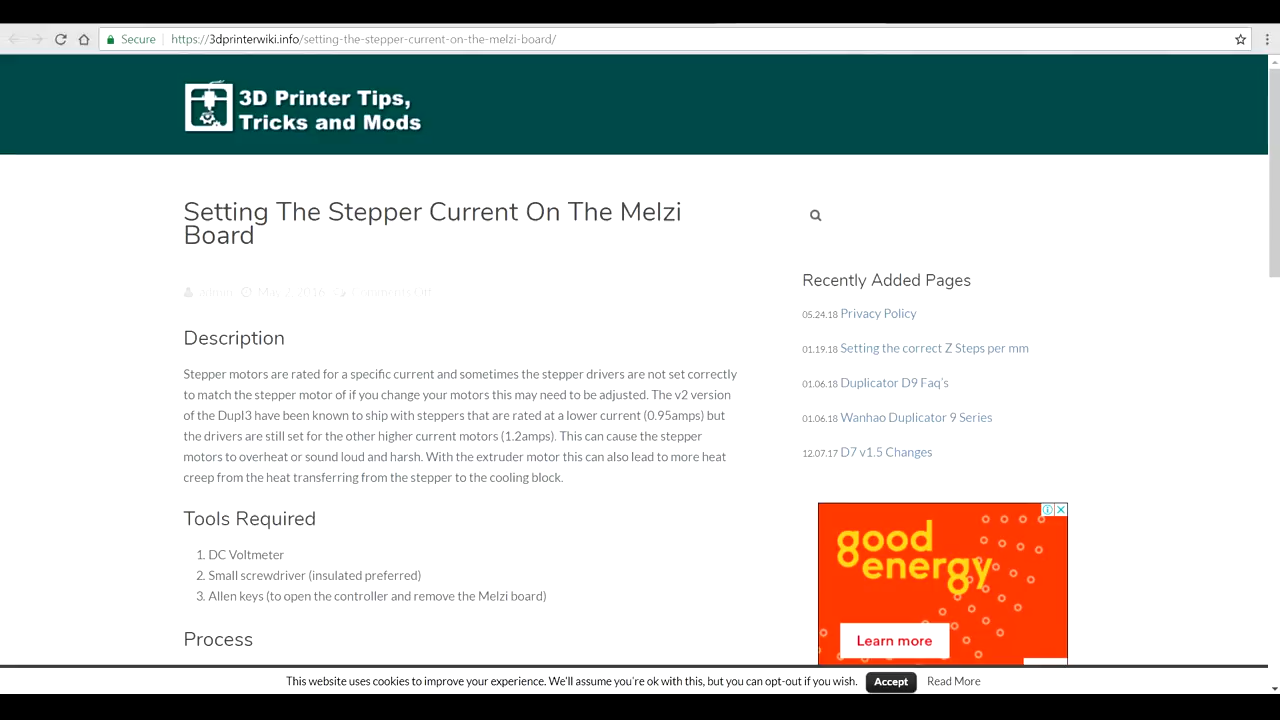 Secure
https://3dprinterwiki.info/setting-the-stepper-current-on-the-melzi-board/
3D Printer Tips,
Tricks and Mods
Setting The Stepper Current On The Melzi
Board
admin May 2, 2016 Comments Off
Description
Stepper motors are rated for a specific current and sometimes the stepper drivers are not set correctly
to match the stepper motor of if you change your motors this may need to be adjusted. The v2 version
of the DupI3 have been known to ship with steppers that are rated at a lower current (0.95amps) but
the drivers are still set for the other higher current motors (1.2amps). This can cause the stepper
motors to overheat or sound loud and harsh. With the extruder motor this can also lead to more heat
creep from the heat transferring from the stepper to the cooling block.
Tools Required
1. DC Voltmeter
2. Small screwdriver (insulated preferred)
3. Allen keys (to open the controller and remove the Melzi board)
Process
Recently Added Pages
05.24.18 Privacy Policy
01.19.18 Setting the correct Z Steps per mm
01.06.18 Duplicator D9 Faq's
01.06.18 Wanhao Duplicator 9 Series
12.07.17 D7 v1.5 Changes
good
energy
Learn more
This website uses cookies to improve your experience. We'll assume you're ok with this, but you can opt-out if you wish. Accept Read More